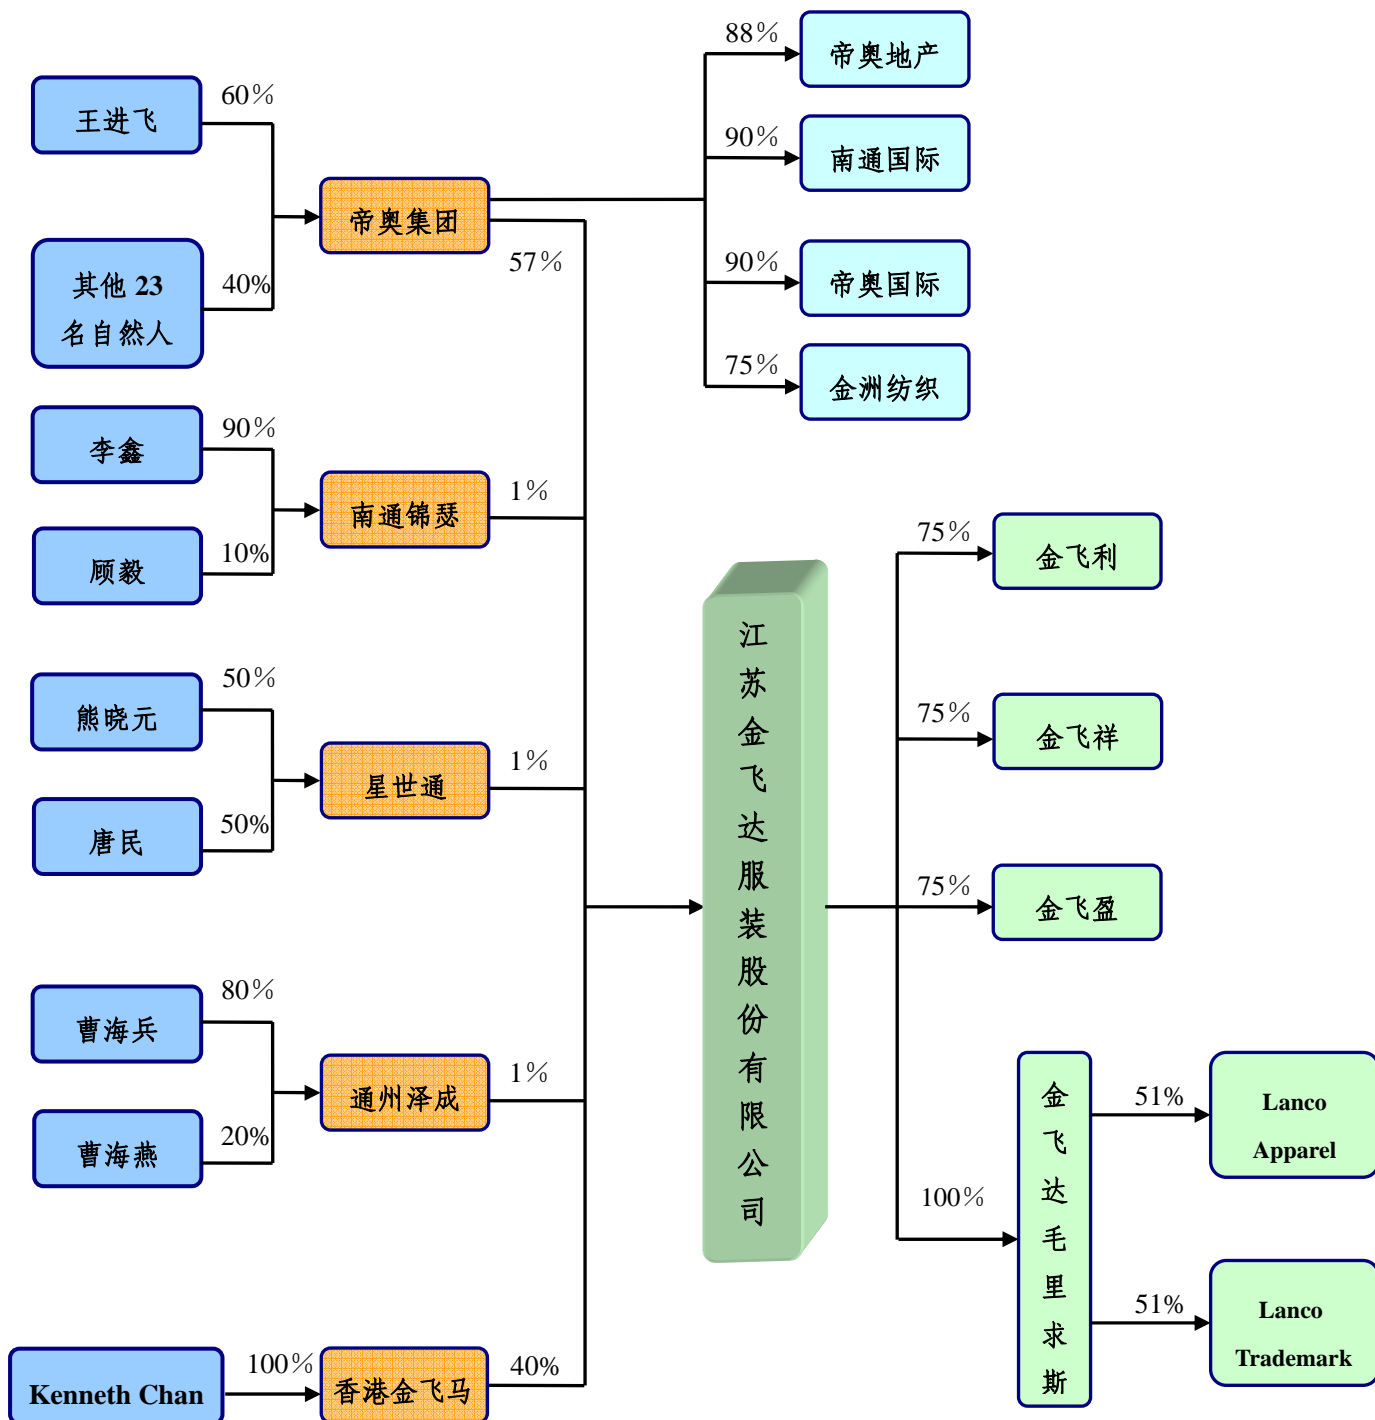 88％
帝奥地产
60％
王进飞
90％
南通国际
帝奥集团
57％
其他 23
名自然人
40%
90％
帝奥国际
75％
金洲纺织
90％
李鑫
南通锦瑟
1％
10%
顾毅
75％
金飞利
江
苏
金
飞
达
服
装
股
份
有
限
公
司
50％
熊晓元
75％
金飞祥
星世通
1％
50%
唐民
75％
金飞盈
80％
曹海兵
通州泽成
1％
20%
曹海燕
100％
金
飞
达
毛
里
求
斯
51%
Lanco
Apparel
51%
Lanco
Trademark
Kenneth Chan
100％
香港金飞马
40%